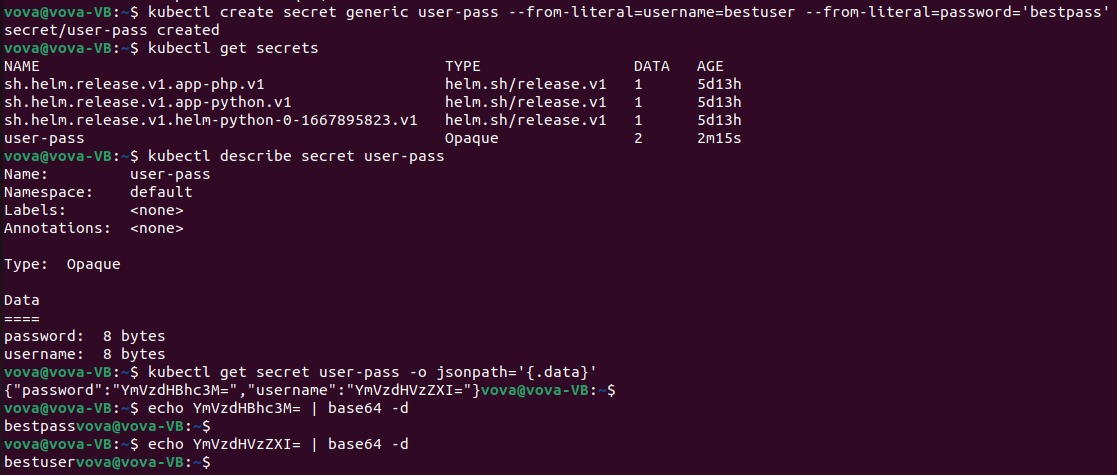 vova@vova-VB:~$ kubectl create secret generic user-pass --from-literal=username=bestuser --from-literal=password='bestpass'
secret/user-pass created
vova@vova-VB:~$ kubectl get secrets
NAME                                          TYPE                 DATA   AGE
sh.helm.release.v1.app-php.v1                 helm.sh/release.v1   1      5d13h
sh.helm.release.v1.app-python.v1              helm.sh/release.v1   1      5d13h
sh.helm.release.v1.helm-python-0-1667895823.v1   helm.sh/release.v1   1      5d13h
user-pass                                     Opaque               2      2m15s
vova@vova-VB:~$ kubectl describe secret user-pass
Name:         user-pass
Namespace:    default
Labels:       <none>
Annotations:  <none>

Type:  Opaque

Data
====
password:  8 bytes
username:  8 bytes
vova@vova-VB:~$ kubectl get secret user-pass -o jsonpath='{.data}'
{"password":"YmVzdHBhc3M=","username":"YmVzdHVzZXI="}vova@vova-VB:~$
vova@vova-VB:~$ echo YmVzdHBhc3M= | base64 -d
bestpassvova@vova-VB:~$
vova@vova-VB:~$ echo YmVzdHVzZXI= | base64 -d
bestuservova@vova-VB:~$